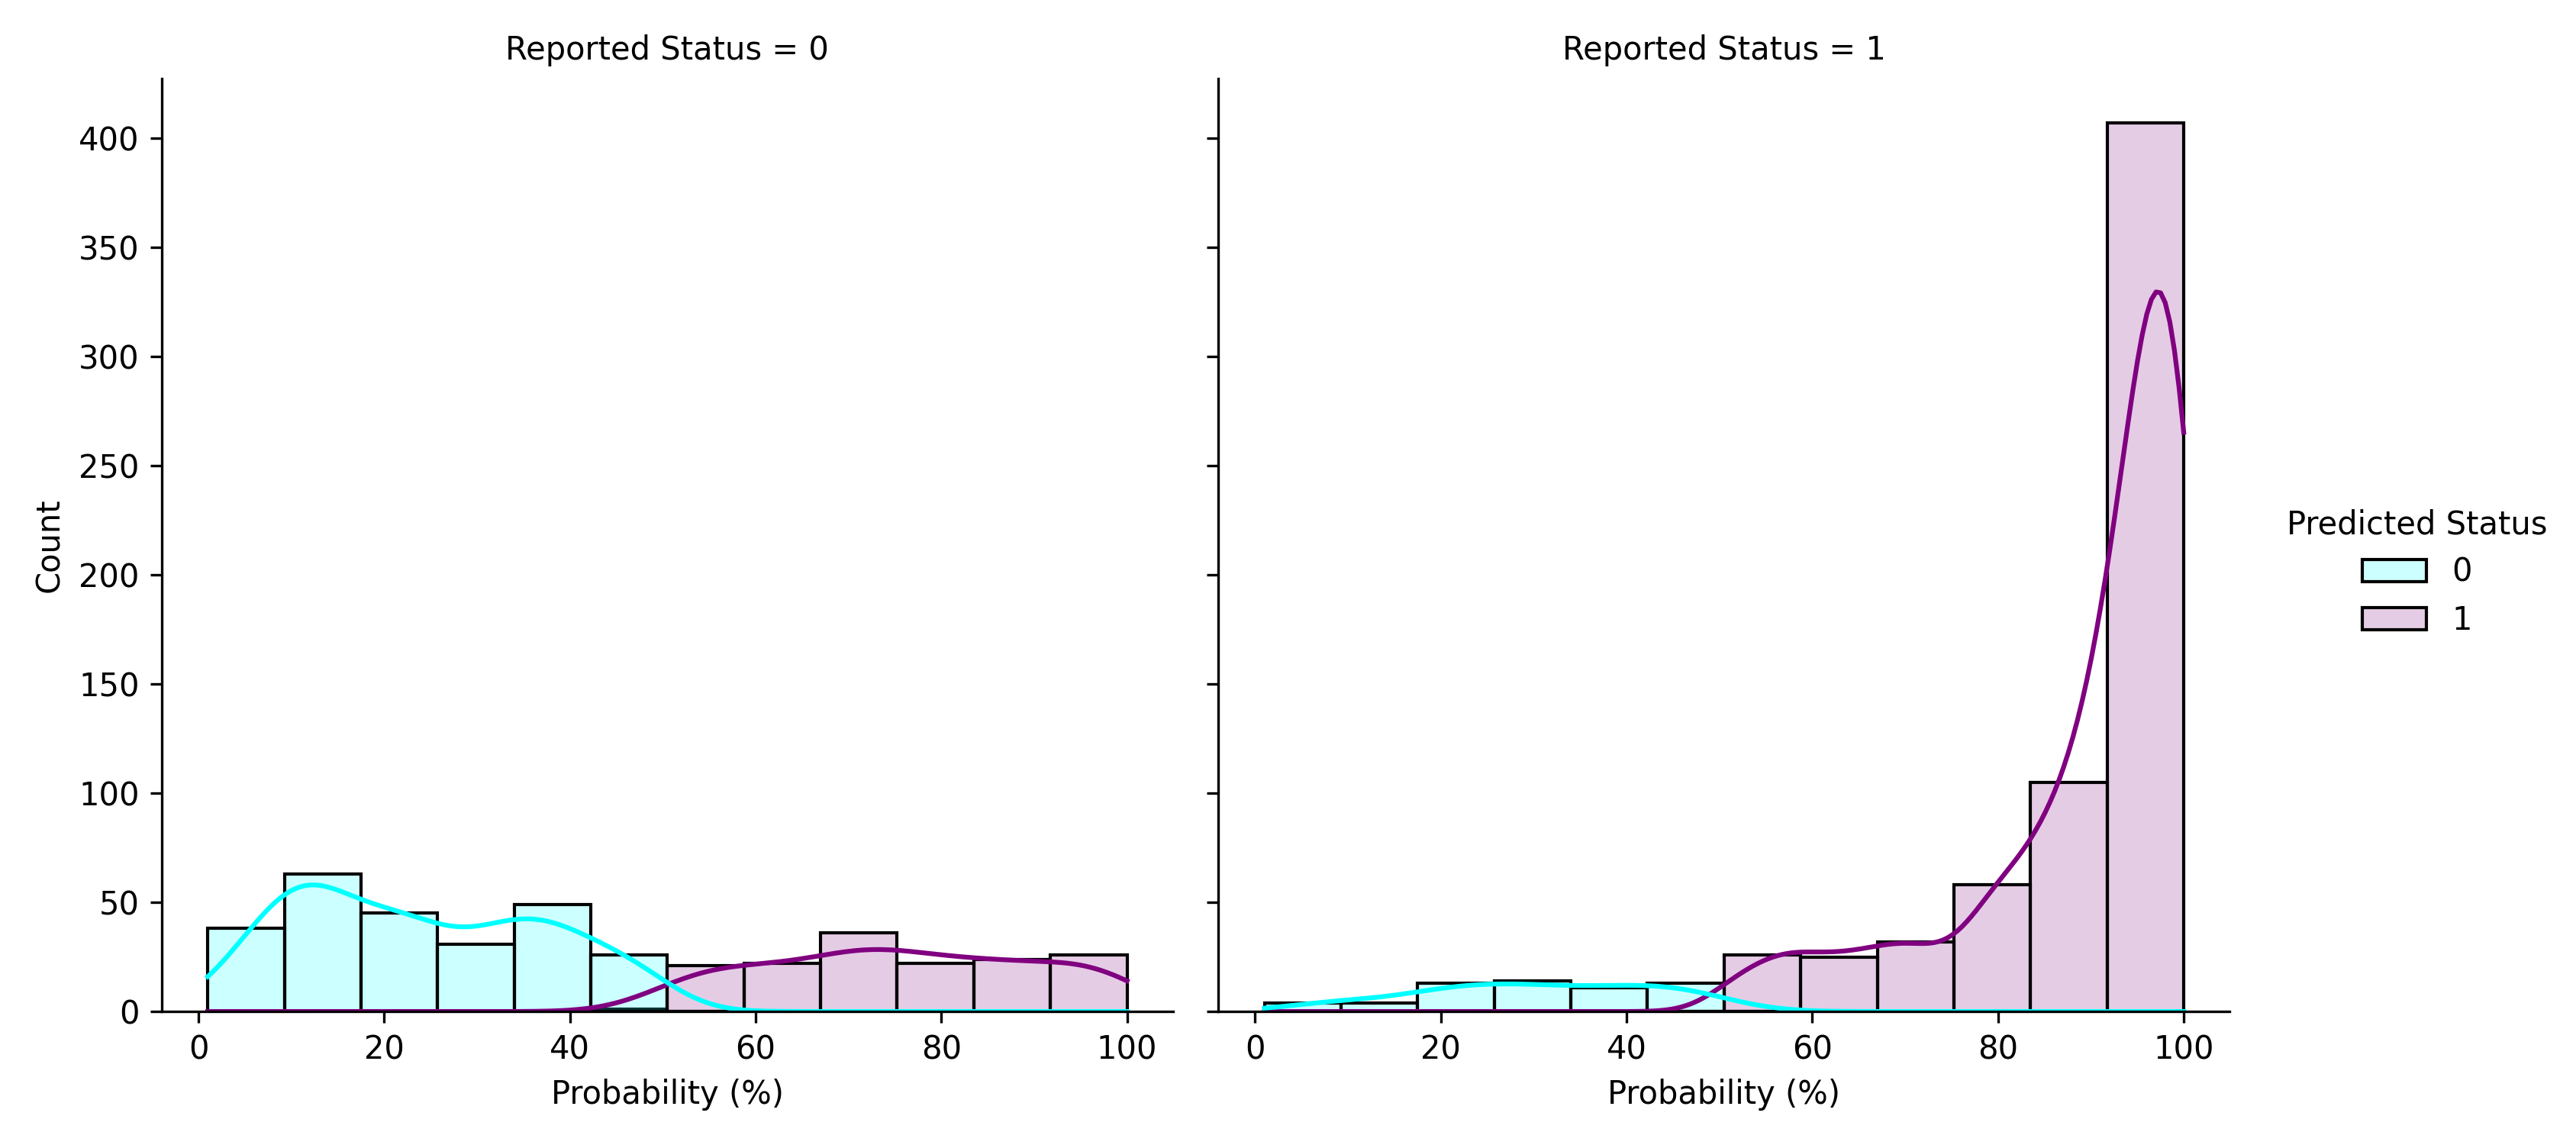 Reported Status = 0
Reported Status = 1
400
350
300
250
200
150
100
50
0
Count
0 20 40 60 80 100
0 20 40 60 80 100
Probability (%)
Probability (%)
Predicted Status
0
1